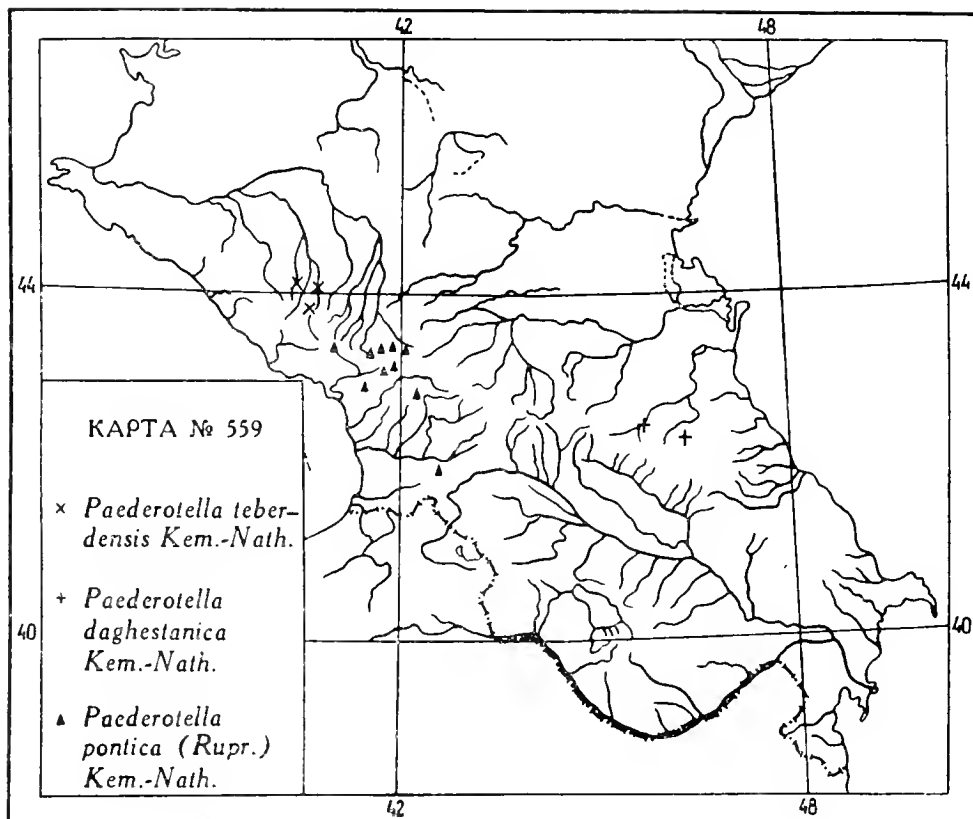 42 48
44 44
КАРТА № 559
× Paederotella teber-
densis Kem.-Nath.
+ Paederotella
daghestanica
Kem.-Nath.
▲ Paederotella
pontica (Rupr.)
Kem.-Nath.
40 40
42 48